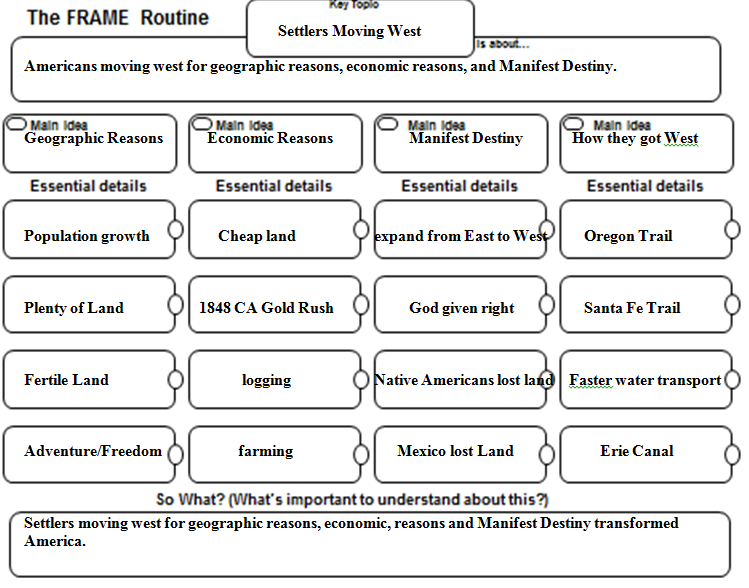 Key Topic
The FRAME Routine
Settlers Moving West
is about...
Americans moving west for geographic reasons, economic reasons, and Manifest Destiny.
Main Idea Main Idea Main Idea Main Idea
Geographic Reasons Economic Reasons Manifest Destiny How they got West
Essential details Essential details Essential details Essential details
Population growth Cheap land expand from East to West Oregon Trail
Plenty of Land 1848 CA Gold Rush God given right Santa Fe Trail
Fertile Land logging Native Americans lost land Faster water transport
Adventure/Freedom farming Mexico lost Land Erie Canal
So What? (What's important to understand about this?)
Settlers moving west for geographic reasons, economic, reasons and Manifest Destiny transformed
America.